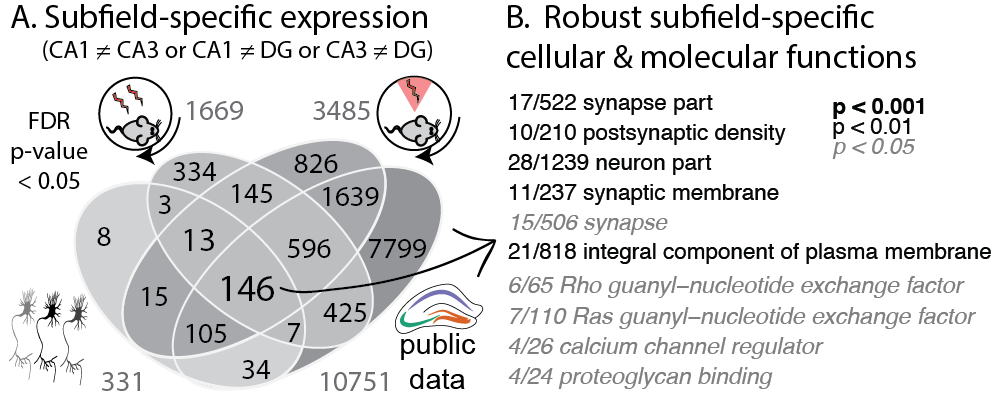 A. Subfield-specific expression
(CA1 ≠ CA3 or CA1 ≠ DG or CA3 ≠ DG)
FDR
p-value
< 0.05
1669
3485
334
826
3
145
1639
8
13
596
7799
15
146
425
105
7
34
331
10751
public
data
B. Robust subfield-specific
cellular & molecular functions
17/522 synapse part
10/210 postsynaptic density
28/1239 neuron part
11/237 synaptic membrane
15/506 synapse
21/818 integral component of plasma membrane
6/65 Rho guanyl–nucleotide exchange factor
7/110 Ras guanyl–nucleotide exchange factor
4/26 calcium channel regulator
4/24 proteoglycan binding
p < 0.001
p < 0.01
p < 0.05